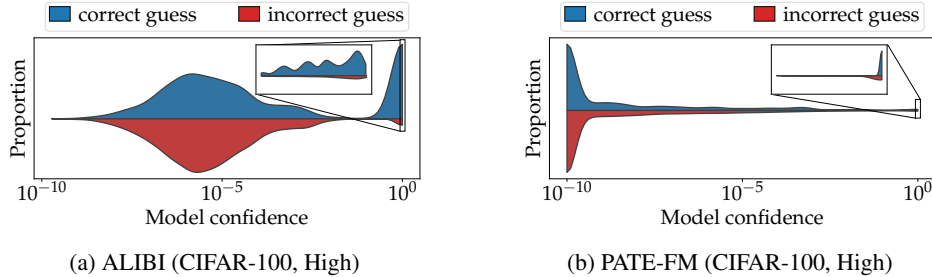 correct guess incorrect guess
Proportion
10^-10 10^-5 10^0
Model confidence
(a) ALIBI (CIFAR-100, High)
correct guess incorrect guess
Proportion
10^-10 10^-5 10^0
Model confidence
(b) PATE-FM (CIFAR-100, High)